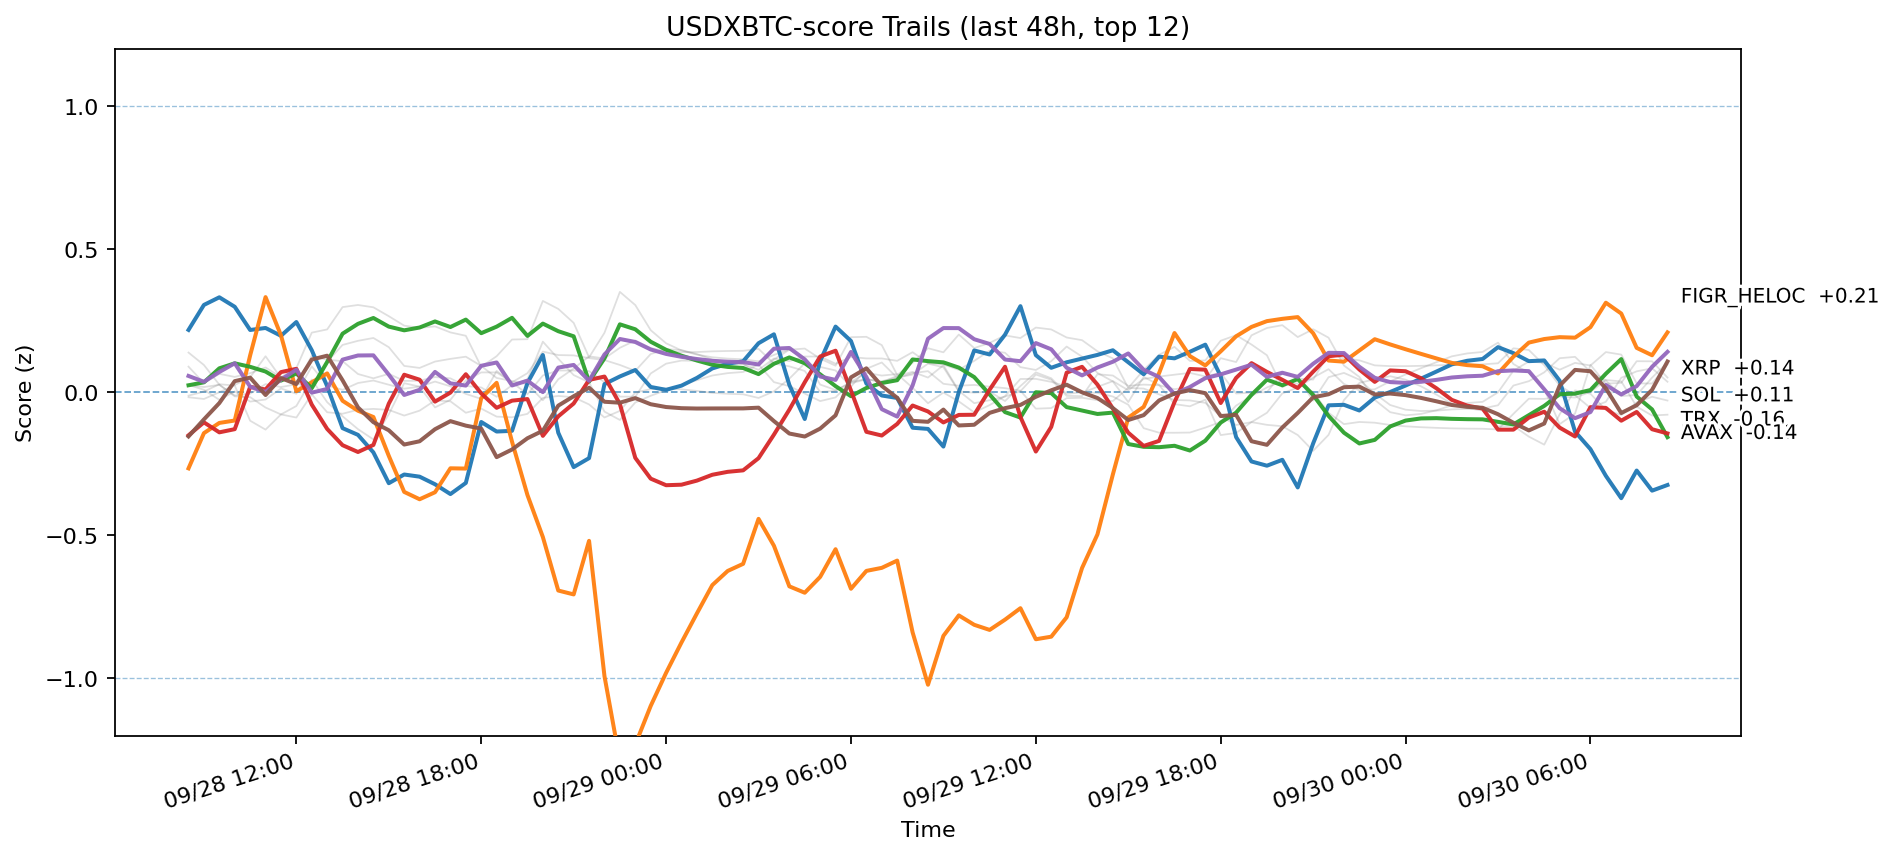 USDXBTC-score Trails (last 48h, top 12)
Score (z)
1.0
0.5
0.0
−0.5
−1.0
FIGR_HELOC +0.21
XRP +0.14
SOL +0.11
TRX -0.16
AVAX -0.14
09/28 12:00
09/28 18:00
09/29 00:00
09/29 06:00
09/29 12:00
09/29 18:00
09/30 00:00
09/30 06:00
Time